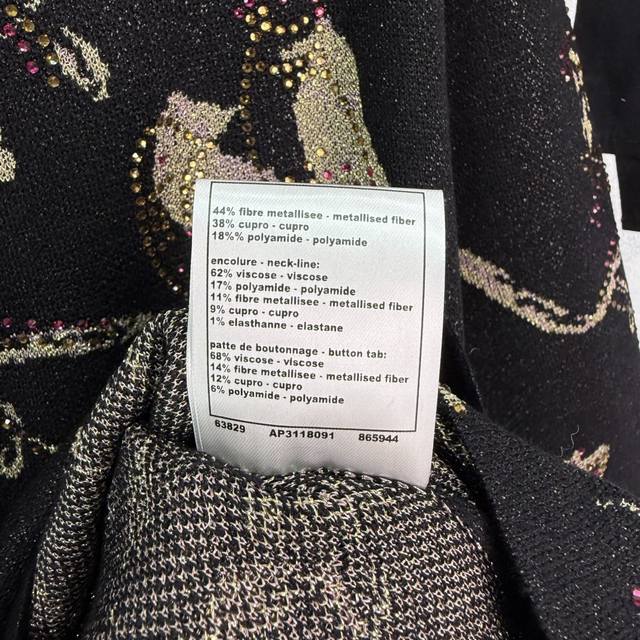 44% fibre metallisee - metallised fiber
38% cupro - cupro
18%% polyamide - polyamide
encolure - neck-line:
62% viscose - viscose
17% polyamide - polyamide
11% fibre metallisee - metallised fiber
9% cupro - cupro
1% elasthanne - elastane
patte de boutonnage - button tab:
68% viscose - viscose
14% fibre metallisee - metallised fiber
12% cupro - cupro
6% polyamide - polyamide
63829 AP3118091 865944